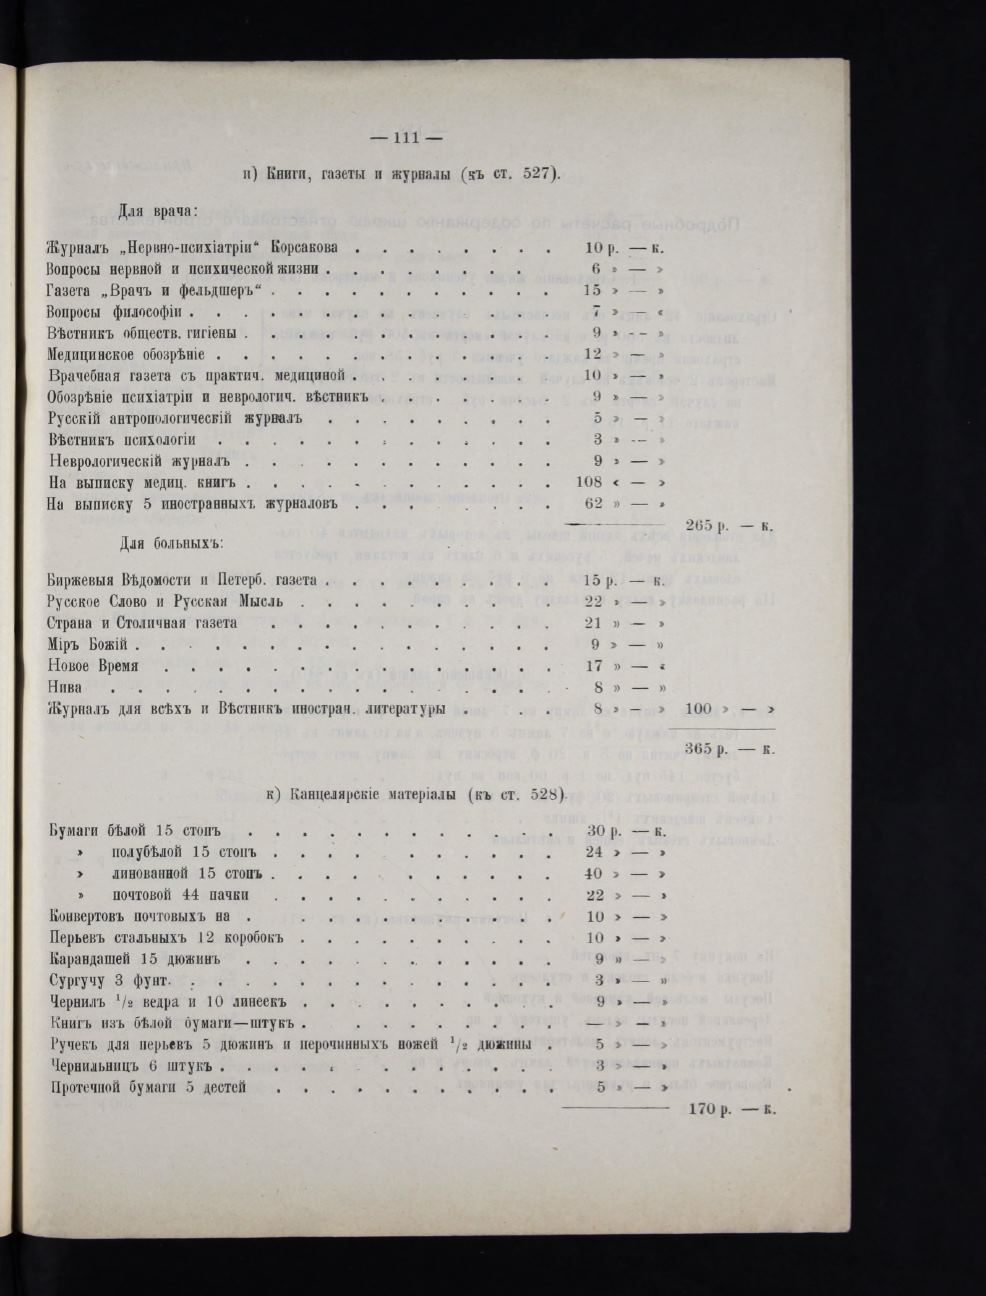 — 111 —
и) Книги, газеты и журналы (къ ст. 527).
Для врача:
Журналъ „Нервно-психіатріи“ Корсакова . . . . . . . . 10 р. — к.
Вопросы нервной и психической жизни . . . . . . . . 6 » — »
Газета „Врачъ и фельдшеръ“ . . . . . . . . . . . 15 » — »
Вопросы философіи . . . . . . . . . . . . . . 7 » — «
Вѣстникъ обществ. гигіены . . . . . . . . . . . . 9 » — »
Медицинское обозрѣніе . . . . . . . . . . . . . 12 » — »
Врачебная газета съ практич. медициной . . . . . . . . 10 » — »
Обозрѣніе психіатріи и неврологич. вѣстникъ . . . . . . . 9 » — »
Русскій антропологическій журналъ . . . . . . . . . 5 » — »
Вѣстникъ психологіи . . . . . . . . . . . . . 3 » — »
Неврологическій журналъ . . . . . . . . . . . . 9 » — »
На выписку медиц. книгъ . . . . . . . . . . . . 108 « — »
На выписку 5 иностранныхъ журналовъ . . . . . . . 62 » — »
265 р. — к.
Для больныхъ:
Биржевыя Вѣдомости и Петерб. газета . . . . . . . . . 15 р. — к.
Русское Слово и Русская Мысль . . . . . . . . . . 22 » — »
Страна и Столичная газета . . . . . . . . . . . 21 » — »
Міръ Божій . . . . . . . . . . . . . . . . 9 » — »
Новое Время . . . . . . . . . . . . . . . 17 » — «
Нива . . . . . . . . . . . . . . . . . 8 » — »
Журналъ для всѣхъ и Вѣстникъ иностран. литературы . . . 8 » — » 100 » — »
365 р. — к.
к) Канцелярскіе матеріалы (къ ст. 528).
Бумаги бѣлой 15 стопъ . . . . . . . . . . . . 30 р. — к.
» полубѣлой 15 стопъ . . . . . . . . . . 24 » — »
» линованной 15 стопъ . . . . . . . . . . 40 » — »
» почтовой 44 пачки . . . . . . . . . . . 22 » — »
Конвертовъ почтовыхъ на . . . . . . . . . . . 10 » — »
Перьевъ стальныхъ 12 коробокъ . . . . . . . . . . 10 » — »
Карандашей 15 дюжинъ . . . . . . . . . . . . 9 » — »
Сургучу 3 фунт. . . . . . . . . . . . . . . 3 » — »
Чернилъ ¹/₂ ведра и 10 линеекъ . . . . . . . . . . 9 » — »
Книгъ изъ бѣлой бумаги—штукъ . . . . . . . . . — » — »
Ручекъ для перьевъ 5 дюжинъ и перочинныхъ ножей ¹/₂ дюжины . 5 » — »
Чернильницъ 6 штукъ . . . . . . . . . . . . 3 » — »
Протечной бумаги 5 дестей . . . . . . . . . . . 5 » — »
170 р. — к.